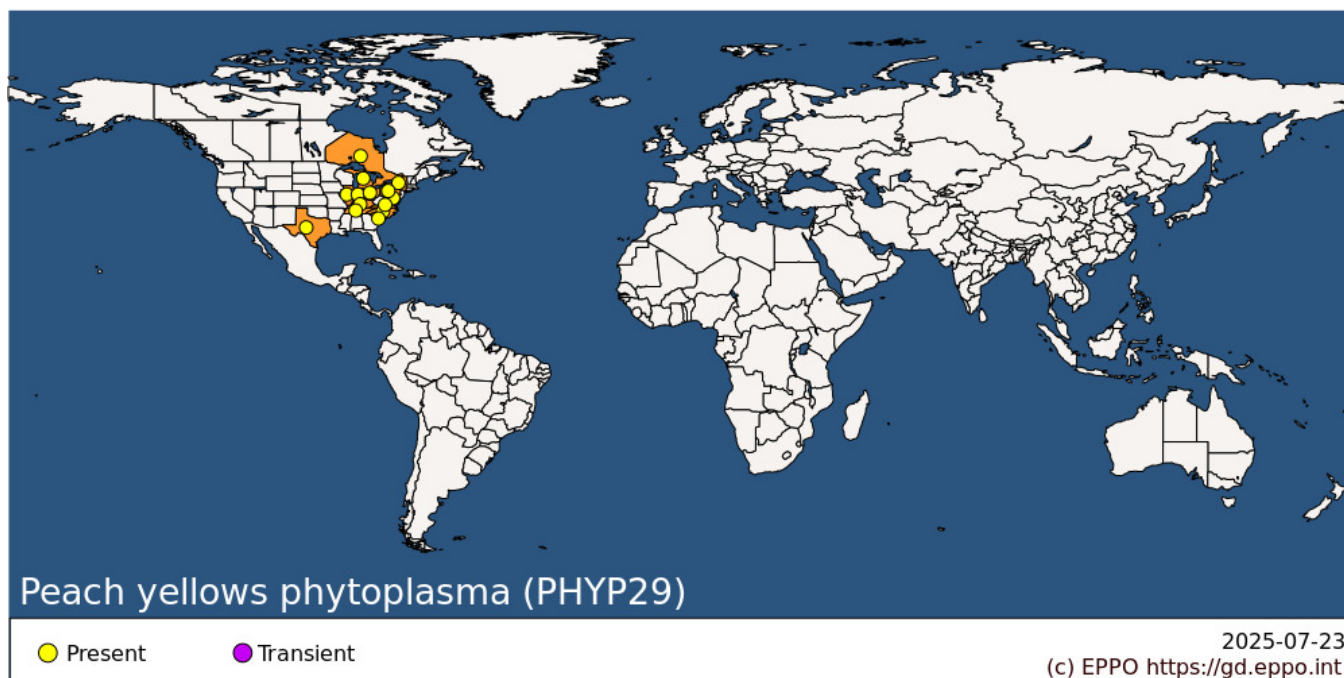 Peach yellows phytoplasma (PHYP29)
Present
Transient
2025-07-23
(c) EPPO https://gd.eppo.int